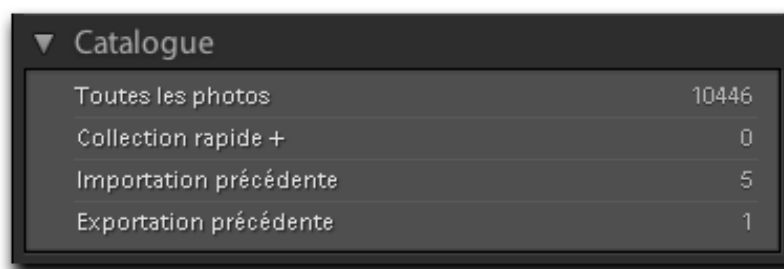 Catalogue
Toutes les photos 10446
Collection rapide + 0
Importation précédente 5
Exportation précédente 1